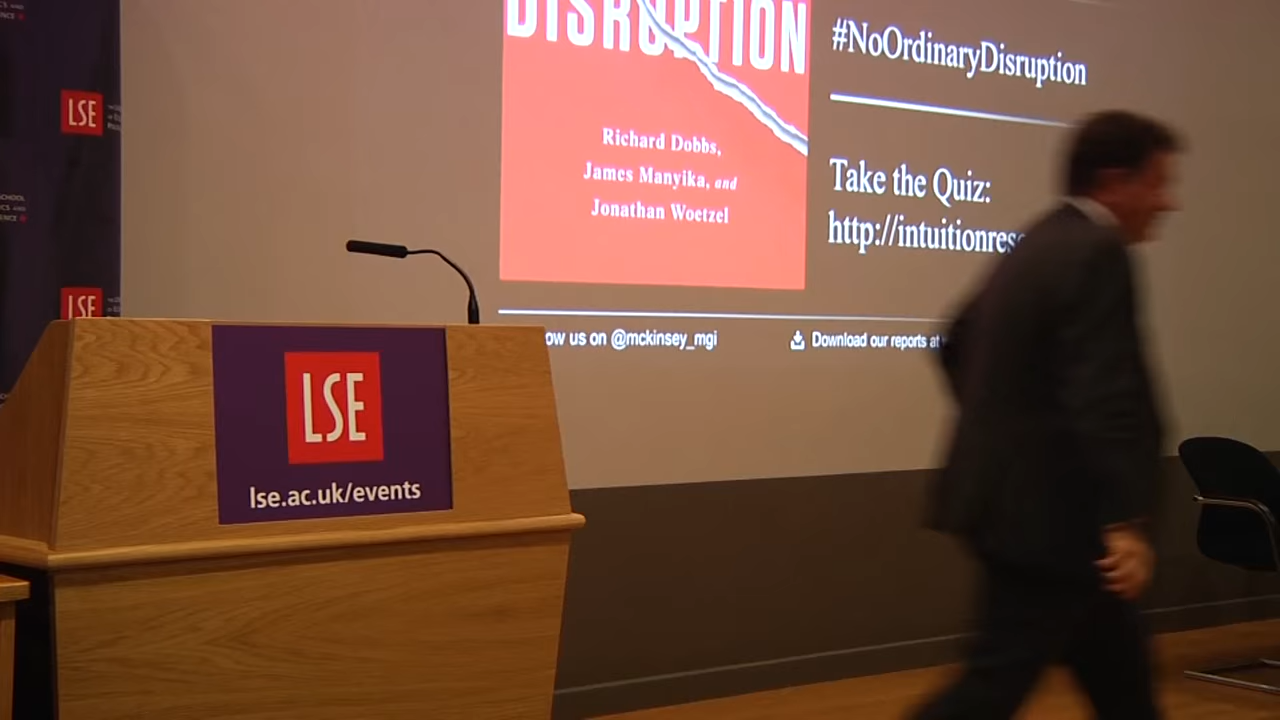 DISRUPTION
Richard Dobbs,
James Manyika, and
Jonathan Woetzel
#NoOrdinaryDisruption
Take the Quiz:
http://intuitionres
us on @mckinsey_mgi
Download our reports at
LSE
LSE
LSE
lse.ac.uk/events